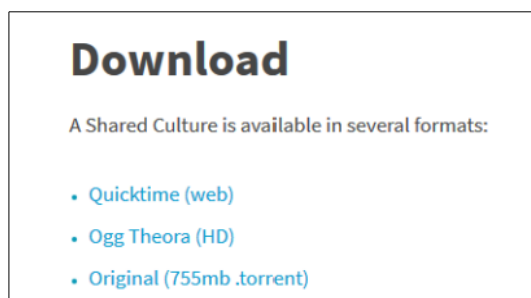 Download
A Shared Culture is available in several formats:
Quicktime (web)
Ogg Theora (HD)
Original (755mb .torrent)